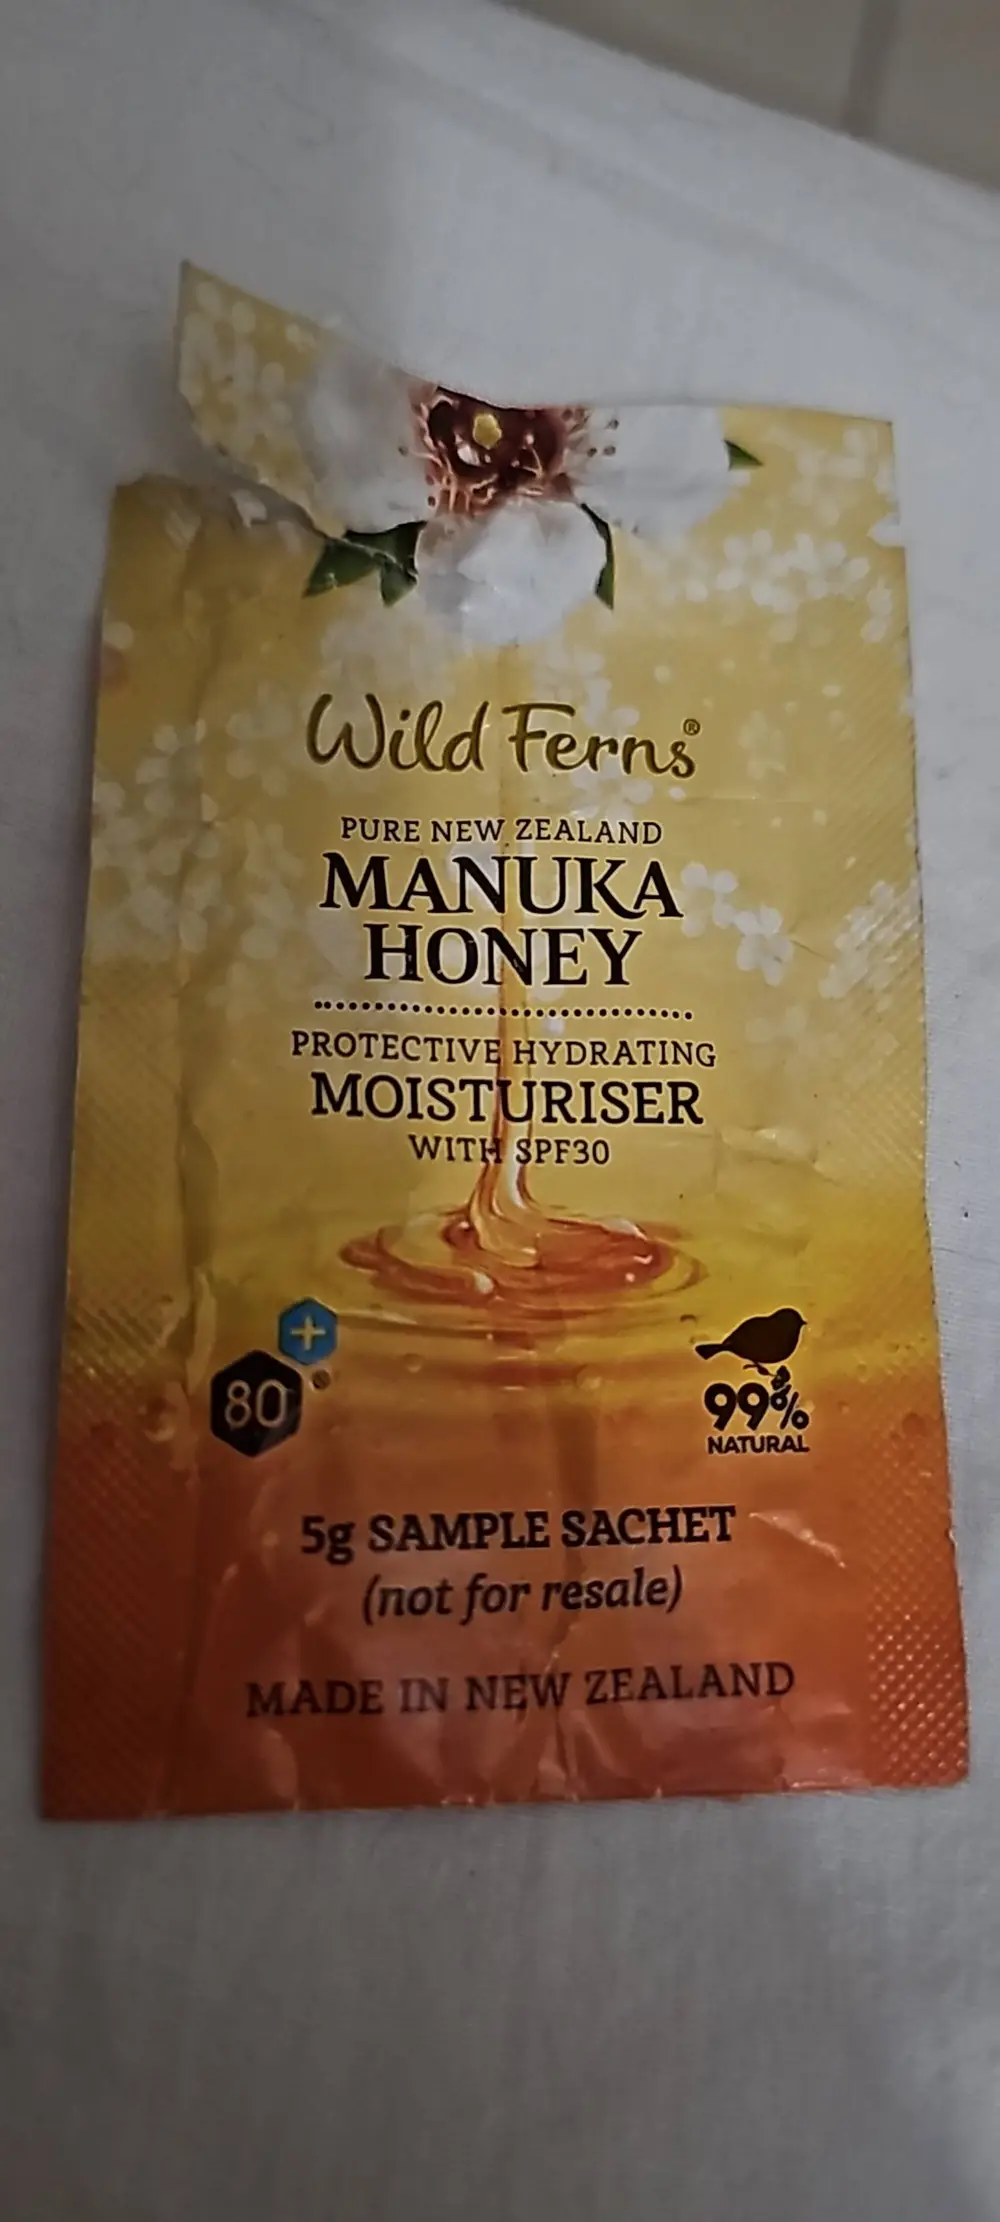 Wild Ferns®
PURE NEW ZEALAND
MANUKA
HONEY
PROTECTIVE HYDRATING
MOISTURISER
WITH SPF30
80+
99%
NATURAL
5g SAMPLE SACHET
(not for resale)
MADE IN NEW ZEALAND